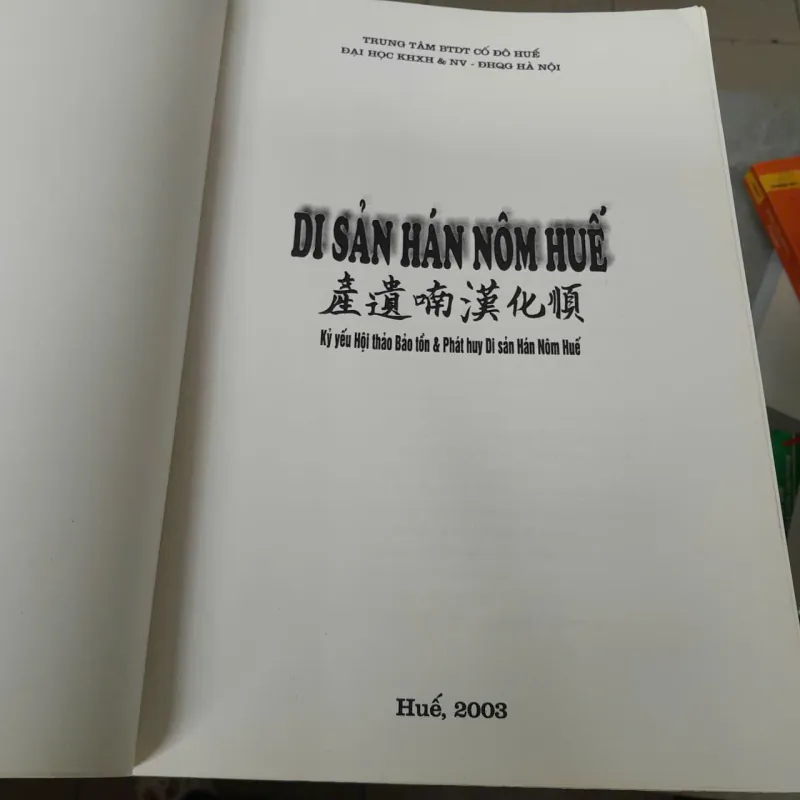 TRUNG TÂM BTDT CỐ ĐÔ HUẾ
ĐẠI HỌC KHXH & NV - ĐHQG HÀ NỘI
DI SẢN HÁN NÔM HUẾ
產遺喃漢化順
Kỷ yếu Hội thảo Bảo tồn & Phát huy Di sản Hán Nôm Huế
Huế, 2003